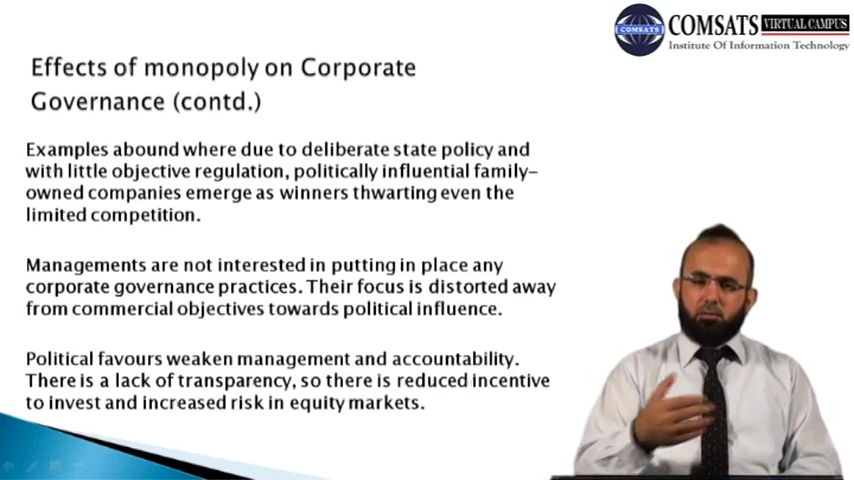 COMSATS
COMSATS VIRTUAL CAMPUS
Institute Of Information Technology
Effects of monopoly on Corporate
Governance (contd.)
Examples abound where due to deliberate state policy and
with little objective regulation, politically influential family-
owned companies emerge as winners thwarting even the
limited competition.
Managements are not interested in putting in place any
corporate governance practices. Their focus is distorted away
from commercial objectives towards political influence.
Political favours weaken management and accountability.
There is a lack of transparency, so there is reduced incentive
to invest and increased risk in equity markets.